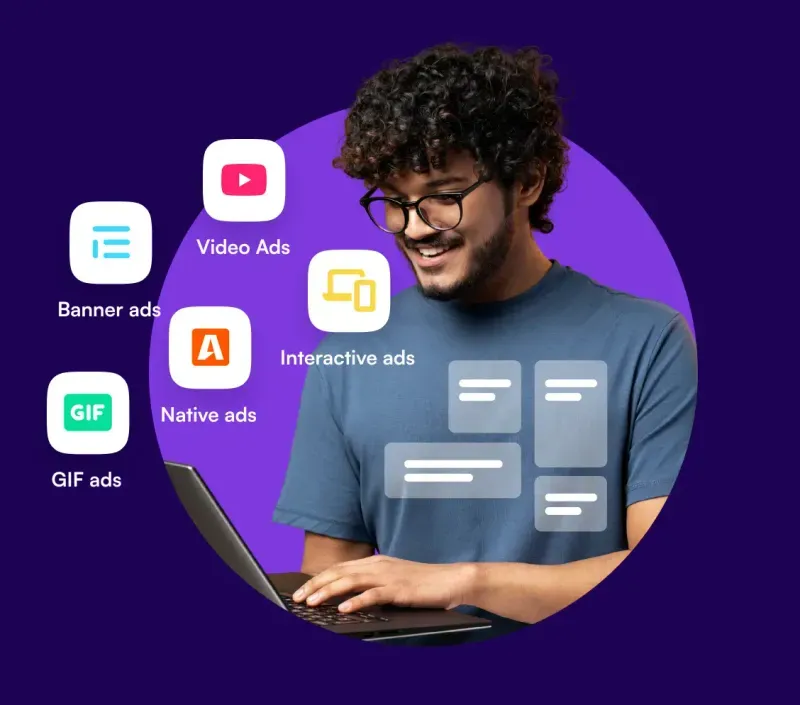 Video Ads
Banner ads
Interactive ads
A
Native ads
GIF
GIF ads